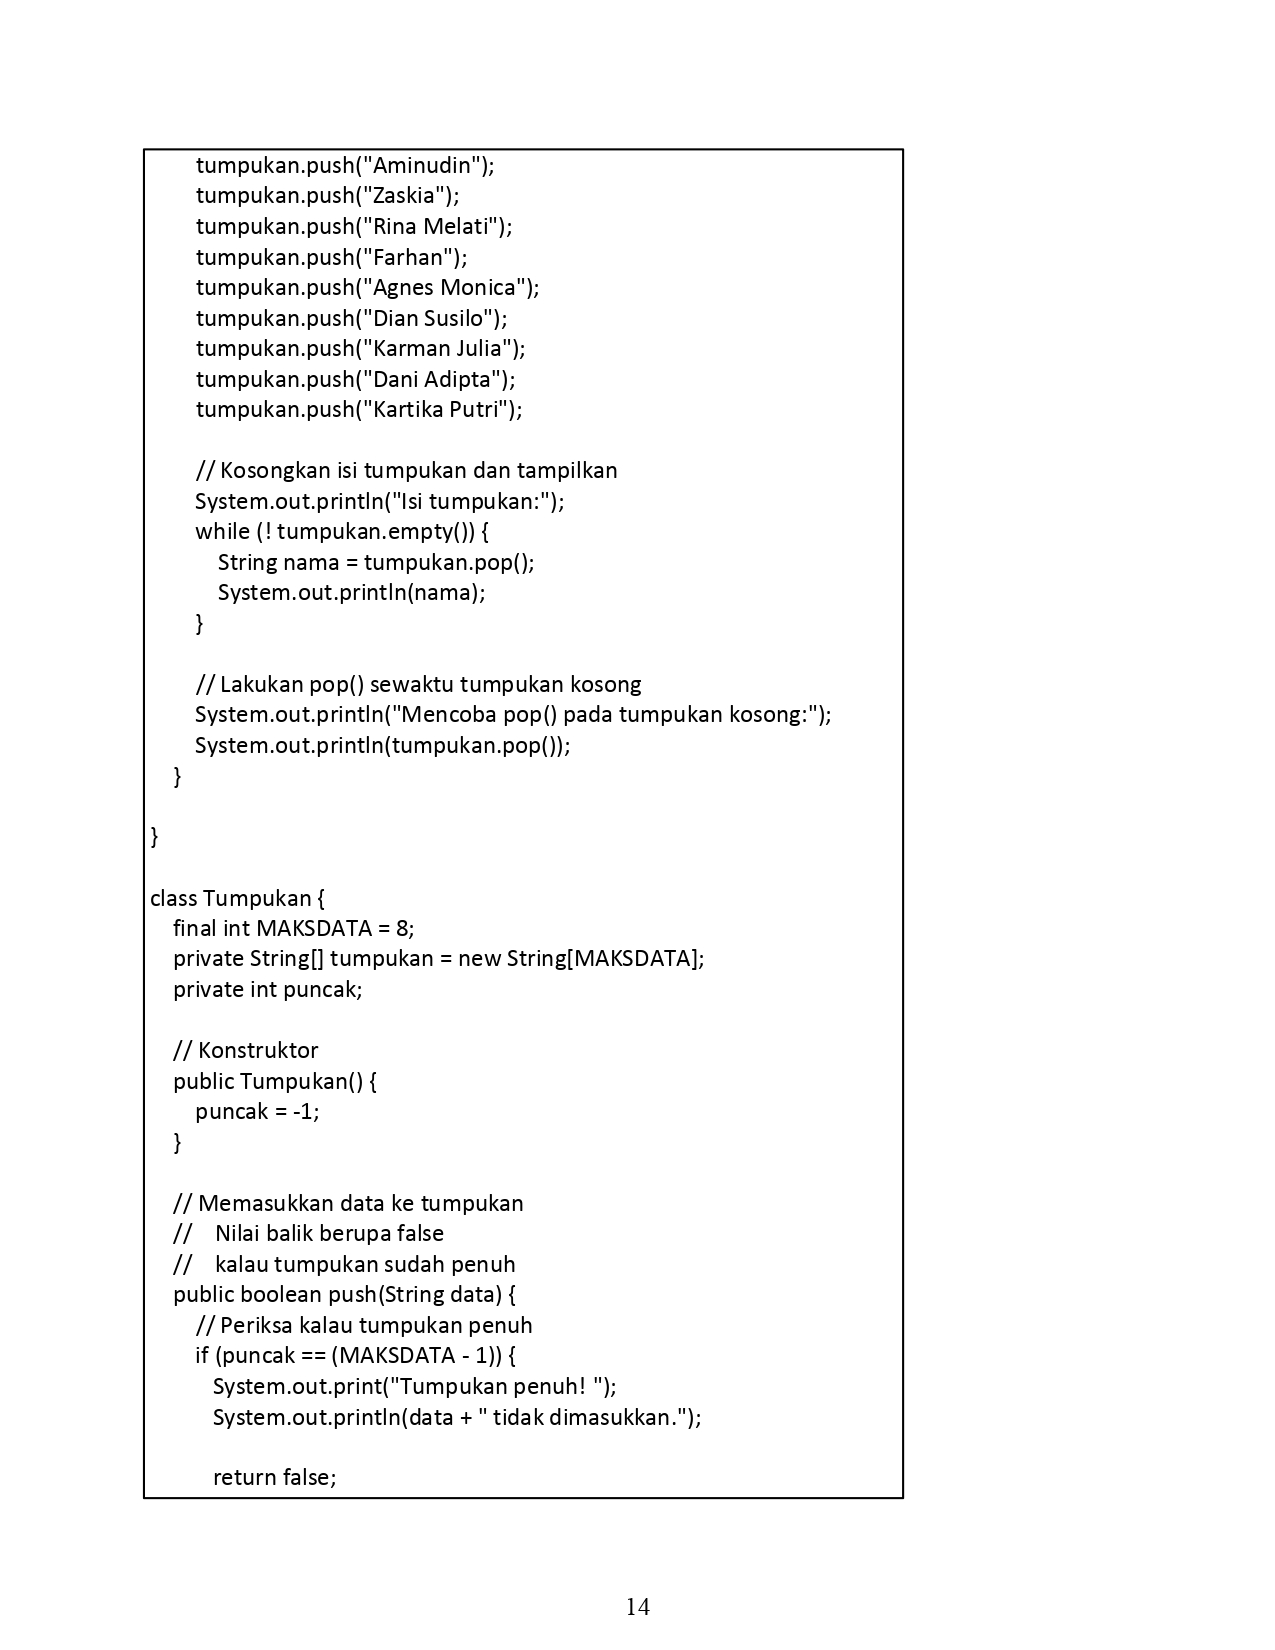 tumpukan.push("Aminudin");
tumpukan.push("Zaskia");
tumpukan.push("Rina Melati");
tumpukan.push("Farhan");
tumpukan.push("Agnes Monica");
tumpukan.push("Dian Susilo");
tumpukan.push("Karman Julia");
tumpukan.push("Dani Adipta");
tumpukan.push("Kartika Putri");
// Kosongkan isi tumpukan dan tampilkan
System.out.println("Isi tumpukan:");
while (! tumpukan.empty()) {
String nama = tumpukan.pop();
System.out.println(nama);
}
// Lakukan pop() sewaktu tumpukan kosong
System.out.println("Mencoba pop() pada tumpukan kosong:");
System.out.println(tumpukan.pop());
}
}
class Tumpukan {
final int MAKSDATA = 8;
private String[] tumpukan = new String[MAKSDATA];
private int puncak;
// Konstruktor
public Tumpukan() {
puncak = -1;
}
// Memasukkan data ke tumpukan
// Nilai balik berupa false
// kalau tumpukan sudah penuh
public boolean push(String data) {
// Periksa kalau tumpukan penuh
if (puncak == (MAKSDATA - 1)) {
System.out.print("Tumpukan penuh! ");
System.out.println(data + " tidak dimasukkan.");
return false;
14